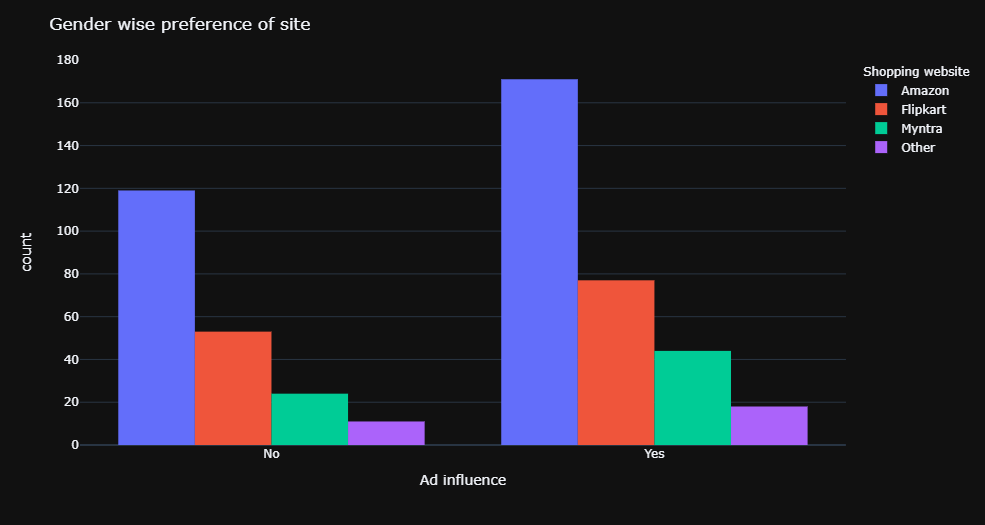 Gender wise preference of site
180
160
140
120
100
80
60
40
20
0
count
No
Yes
Ad influence
Shopping website
Amazon
Flipkart
Myntra
Other